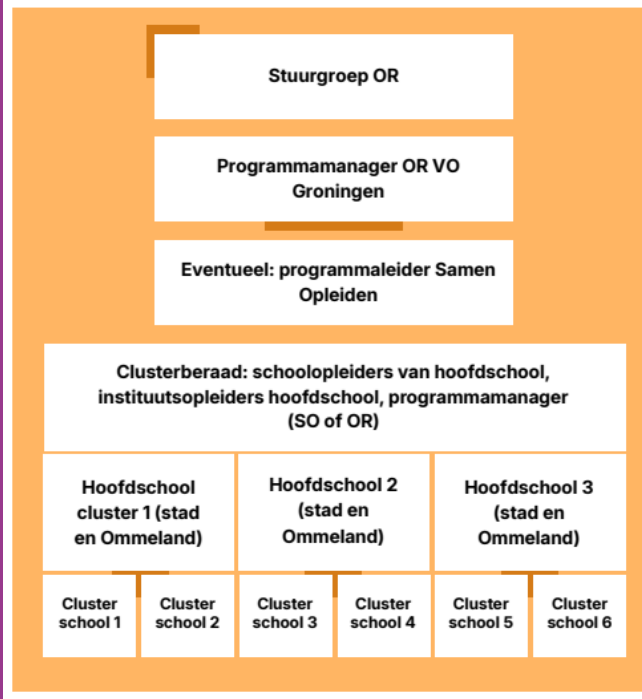 Stuurgroep OR
Programmamanager OR VO
Groningen
Eventueel: programmaleider Samen
Opleiden
Clusterberaad: schoolopleiders van hoofdschool,
instituutsopleiders hoofdschool, programmamanager
(SO of OR)
Hoofdschool
cluster 1 (stad
en Ommeland)
Hoofdschool 2
(stad en
Ommeland)
Hoofdschool 3
(stad en
Ommeland)
Cluster
school 1
Cluster
school 2
Cluster
school 3
Cluster
school 4
Cluster
school 5
Cluster
school 6